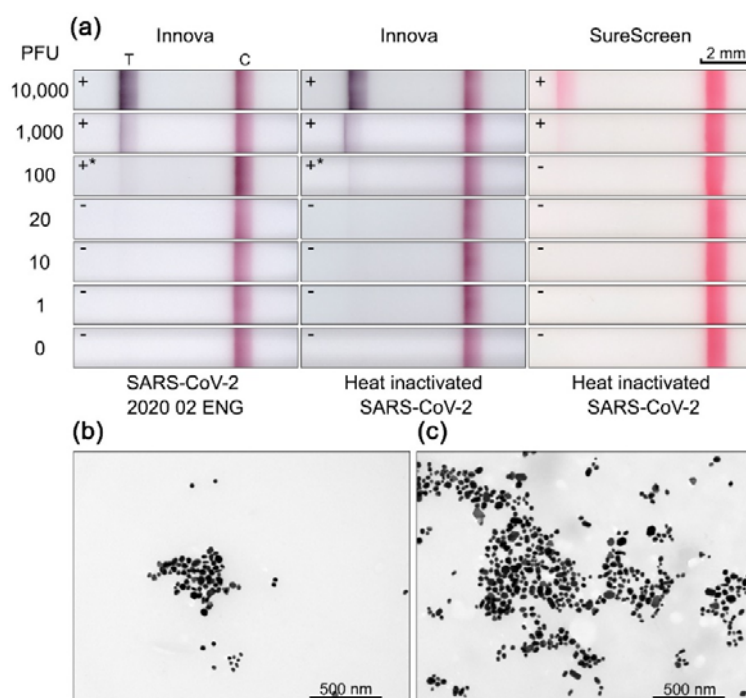 (a)
Innova
Innova
SureScreen
PFU
T
C
2 mm
10,000
+
+
+
1,000
+
+
+
100
+*
+*
-
20
-
-
-
10
-
-
-
1
-
-
-
0
-
-
-
SARS-CoV-2
2020 02 ENG
Heat inactivated
SARS-CoV-2
Heat inactivated
SARS-CoV-2
(b)
(c)
500 nm
500 nm